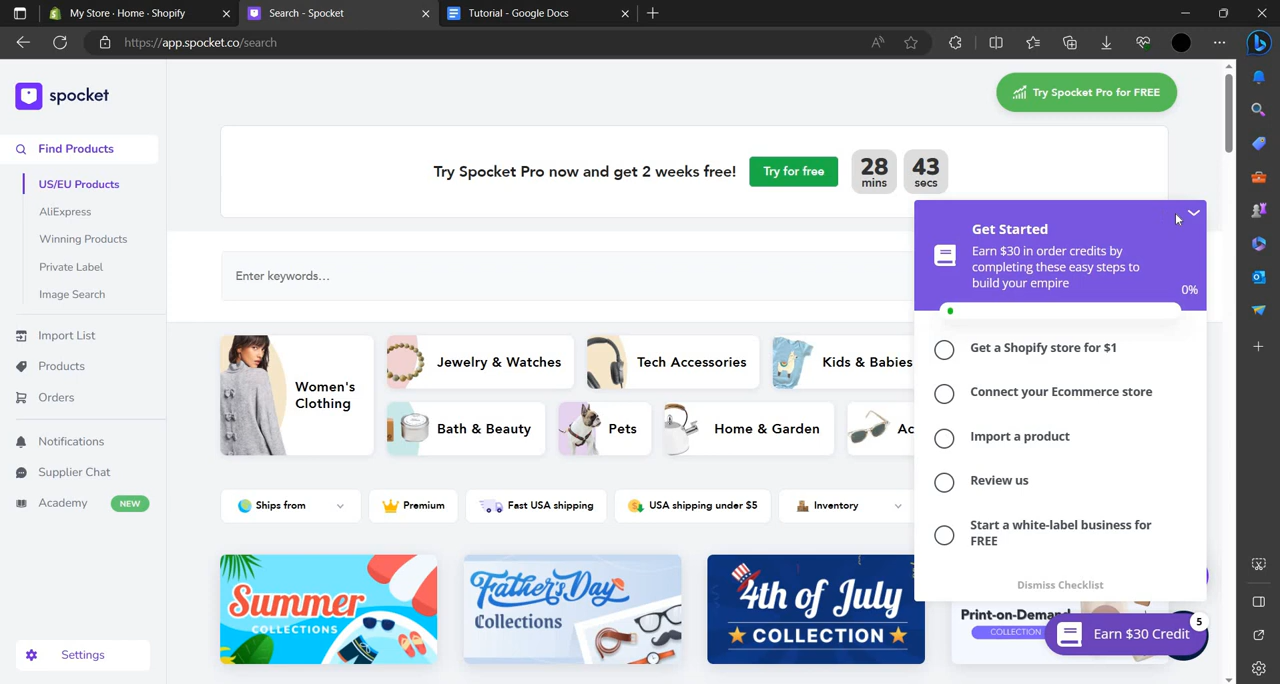 My Store · Home · Shopify
Search - Spocket
Tutorial - Google Docs
https://app.spocket.co/search
spocket
Try Spocket Pro for FREE
Find Products
US/EU Products
AliExpress
Winning Products
Private Label
Image Search
Import List
Products
Orders
Notifications
Supplier Chat
Academy NEW
Settings
Try Spocket Pro now and get 2 weeks free! Try for free 28 mins 43 secs
Enter keywords...
Women's
Clothing
Jewelry & Watches
Tech Accessories
Kids & Babies
Bath & Beauty
Pets
Home & Garden
Ac
Ships from
Premium
Fast USA shipping
USA shipping under $5
Inventory
Summer
COLLECTIONS
Father's Day
Collections
4th of July
COLLECTION
Print-on-Demand
COLLECTION
Get Started
Earn $30 in order credits by
completing these easy steps to
build your empire
0%
Get a Shopify store for $1
Connect your Ecommerce store
Import a product
Review us
Start a white-label business for
FREE
Dismiss Checklist
Earn $30 Credit
5